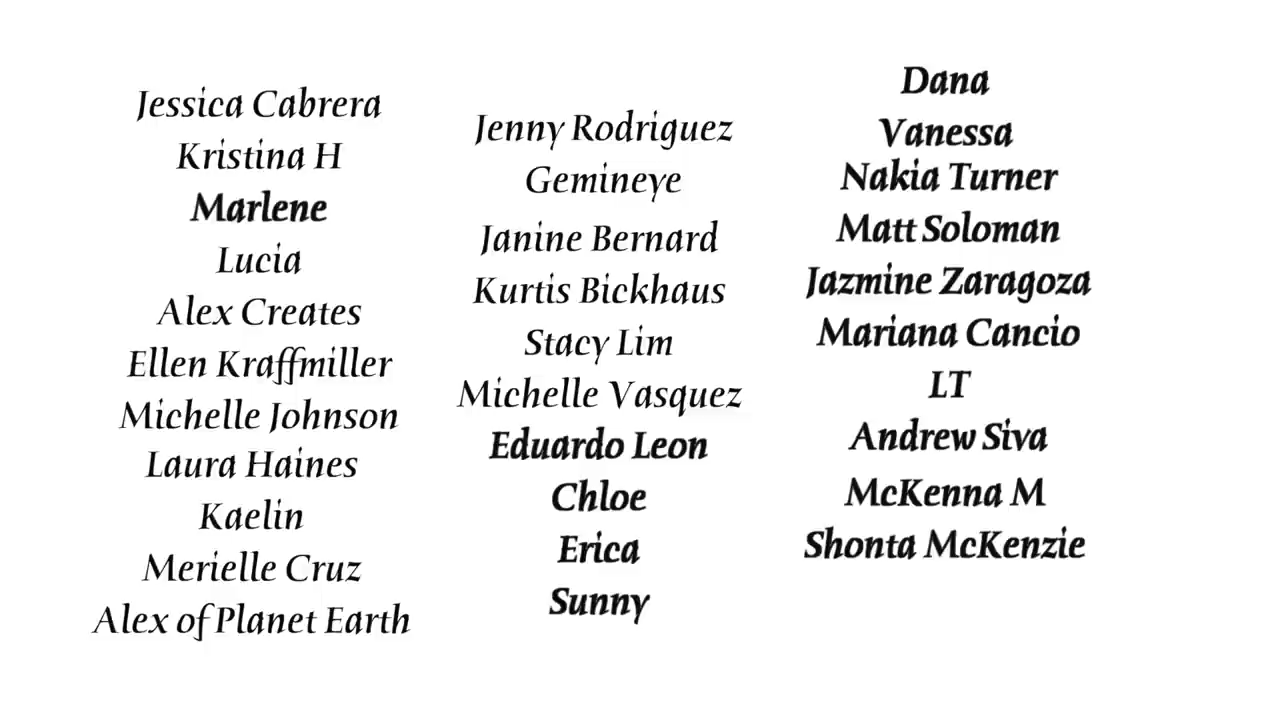 Jessica Cabrera
Kristina H
Marlene
Lucia
Alex Creates
Ellen Kraffmiller
Michelle Johnson
Laura Haines
Kaelin
Merielle Cruz
Alex of Planet Earth
Jenny Rodriguez
Gemineye
Janine Bernard
Kurtis Bickhaus
Stacy Lim
Michelle Vasquez
Eduardo Leon
Chloe
Erica
Sunny
Dana
Vanessa
Nakia Turner
Matt Soloman
Jazmine Zaragoza
Mariana Cancio
LT
Andrew Siva
McKenna M
Shonta McKenzie